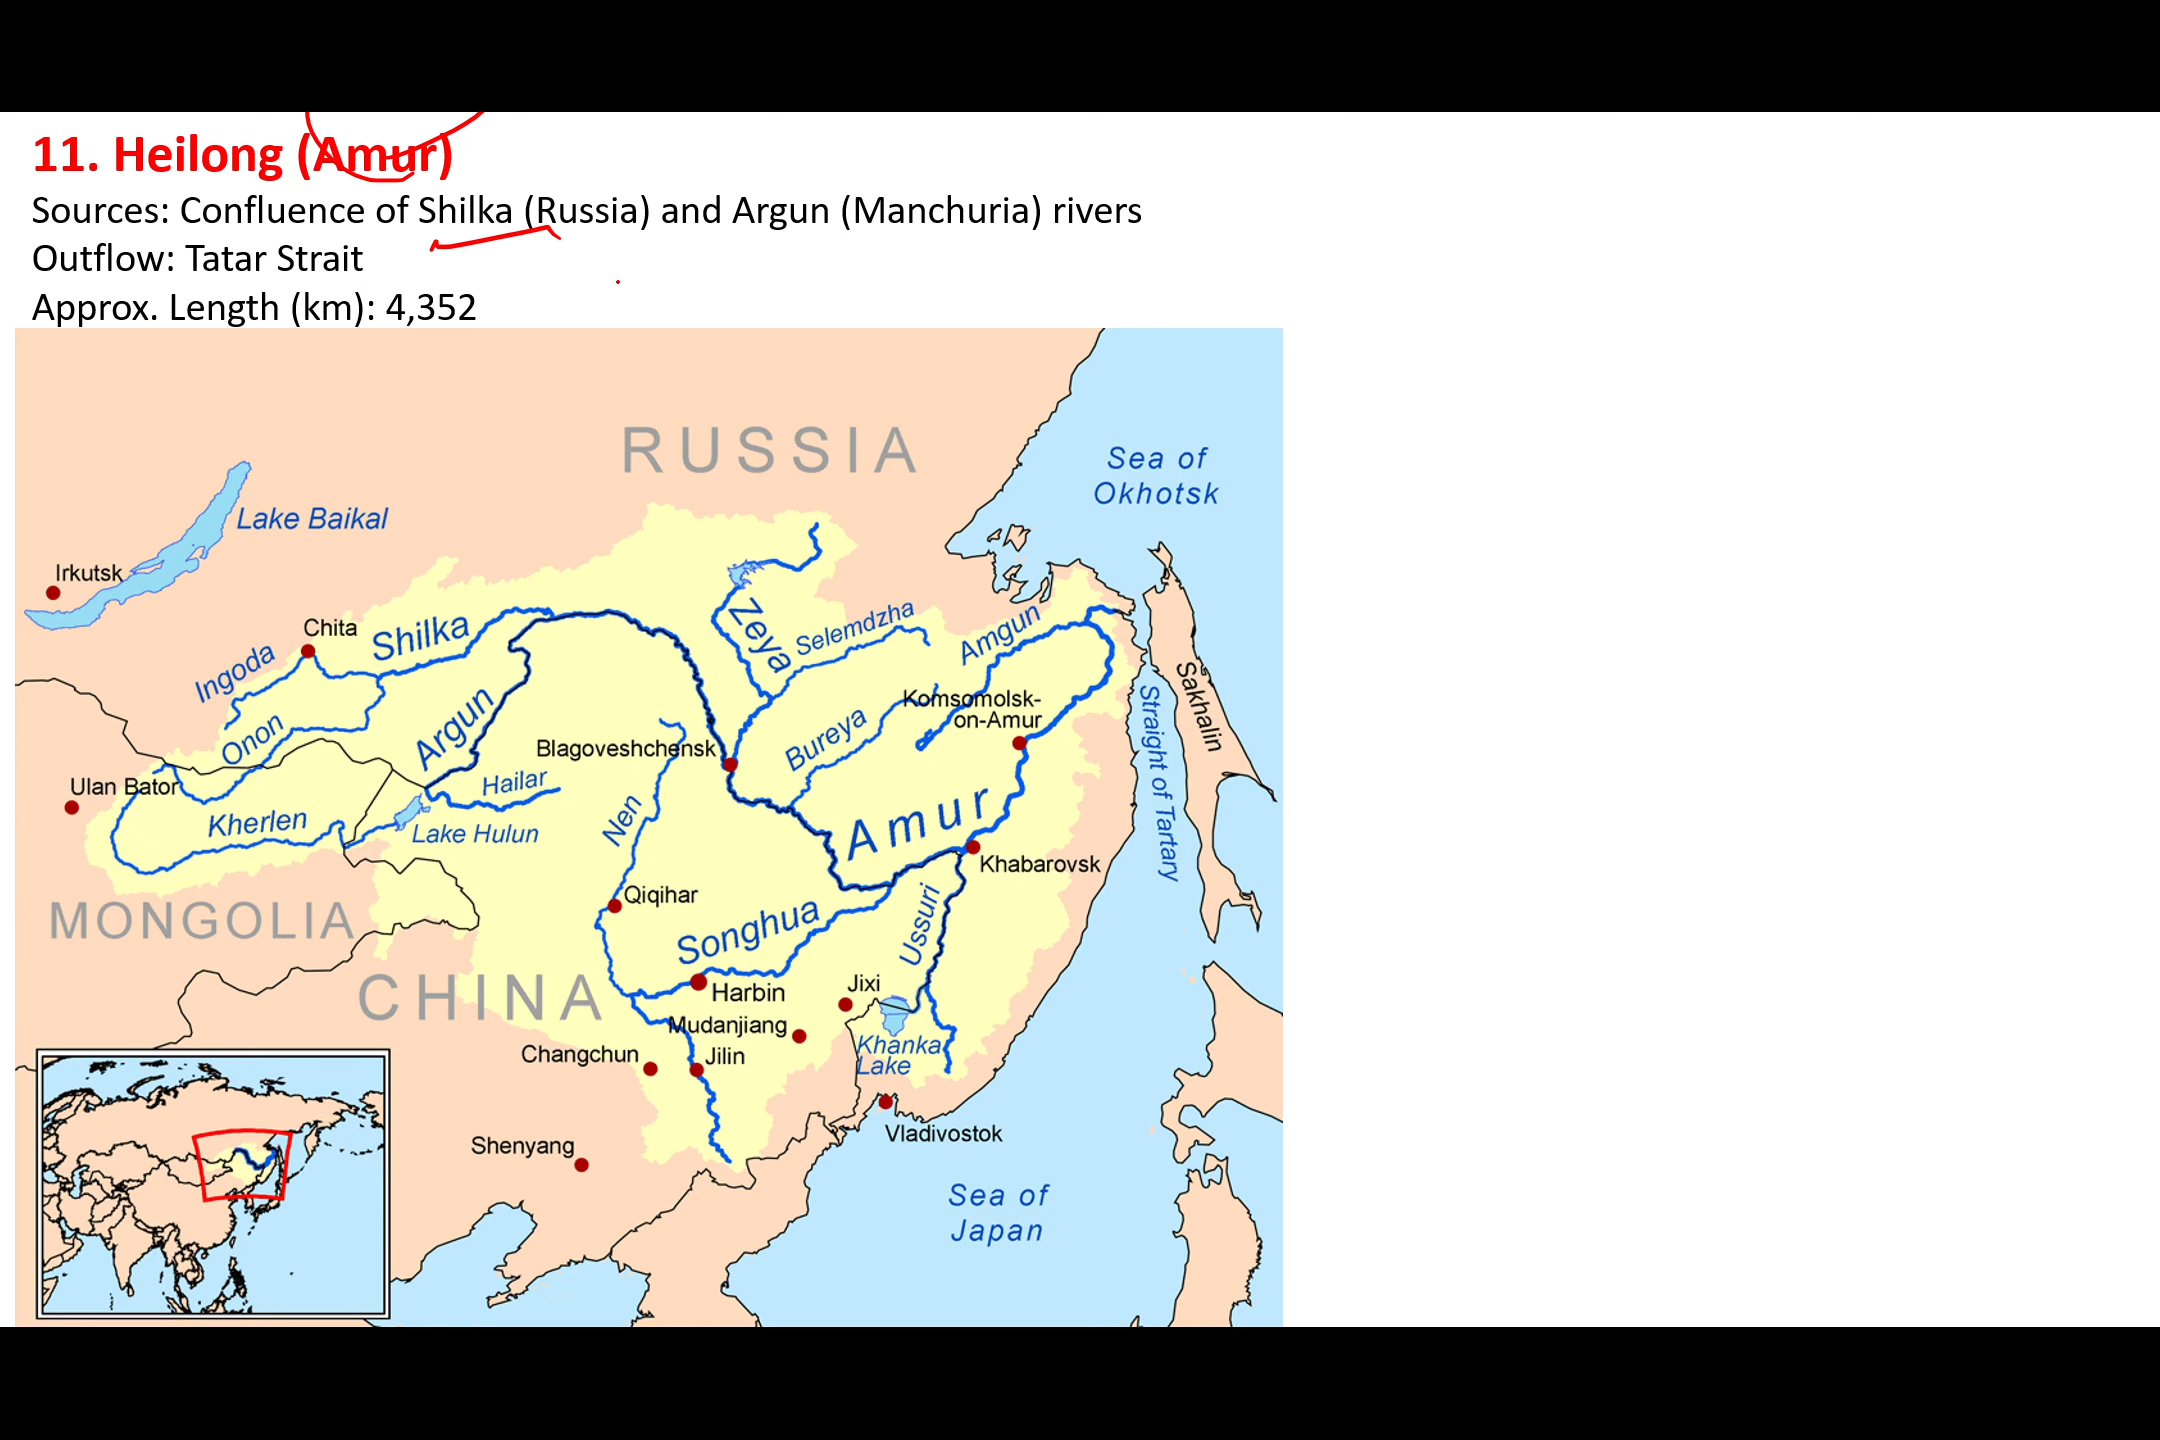 11. Heilong (Amur)
Sources: Confluence of Shilka (Russia) and Argun (Manchuria) rivers
Outflow: Tatar Strait
Approx. Length (km): 4,352
RUSSIA
Sea of
Okhotsk
Lake Baikal
Irkutsk
Chita
Shilka
Ingoda
Onon
Argun
Zeya
Selemdzha
Amgun
Komsomolsk-
on-Amur
Bureya
Blagoveshchensk
Sakhalin
Straight of Tartary
Ulan Bator
Kherlen
Hailar
Lake Hulun
Nen
Amur
Khabarovsk
Qiqihar
Songhua
Ussuri
MONGOLIA
CHINA
Harbin
Jixi
Mudanjiang
Khanka
Lake
Changchun
Jilin
Vladivostok
Shenyang
Sea of
Japan